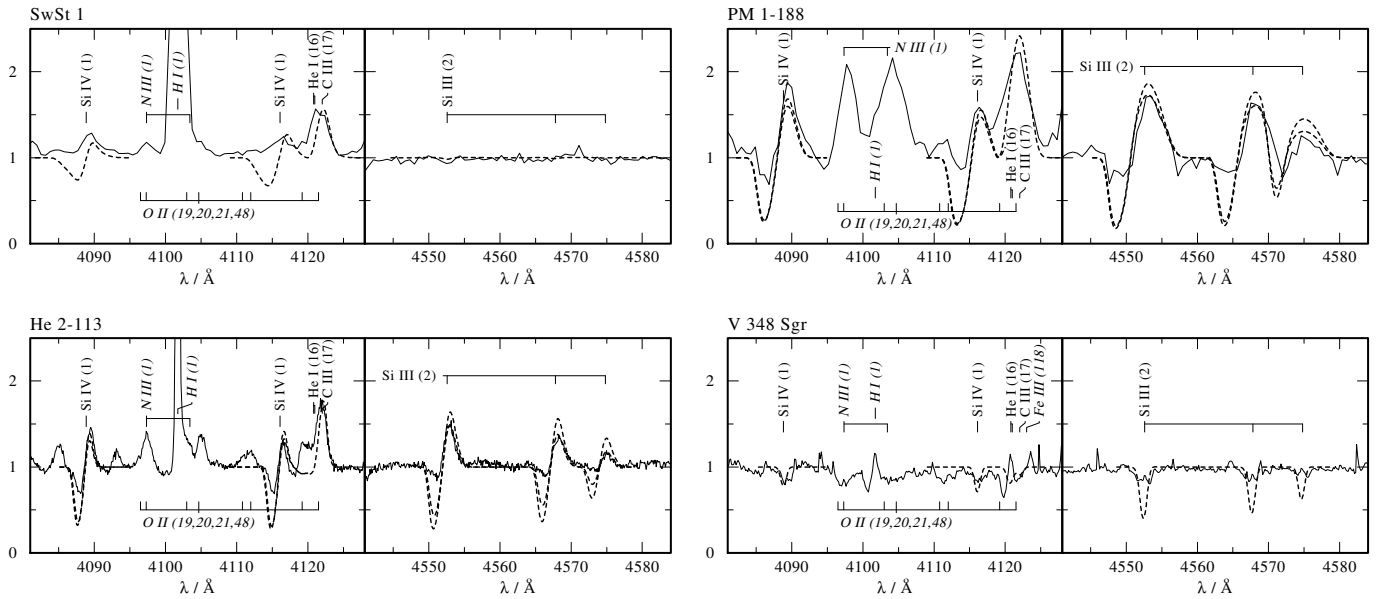 SwSt 1
2
1
0
Si IV (1)
N III (1)
H I (1)
Si IV (1)
He I (16)
C III (17)
O II (19,20,21,48)
Si III (2)
4090 4100 4110 4120 4550 4560 4570 4580
λ / Å λ / Å
PM 1-188
2
1
0
Si IV (1)
N III (1)
H I (1)
Si IV (1)
He I (16)
C III (17)
O II (19,20,21,48)
Si III (2)
4090 4100 4110 4120 4550 4560 4570 4580
λ / Å λ / Å
He 2-113
2
1
0
Si IV (1)
N III (1)
H I (1)
Si IV (1)
He I (16)
C III (17)
O II (19,20,21,48)
Si III (2)
4090 4100 4110 4120 4550 4560 4570 4580
λ / Å λ / Å
V 348 Sgr
2
1
0
Si IV (1)
N III (1)
H I (1)
Si IV (1)
He I (16)
C III (17)
Fe III (118)
O II (19,20,21,48)
Si III (2)
4090 4100 4110 4120 4550 4560 4570 4580
λ / Å λ / Å